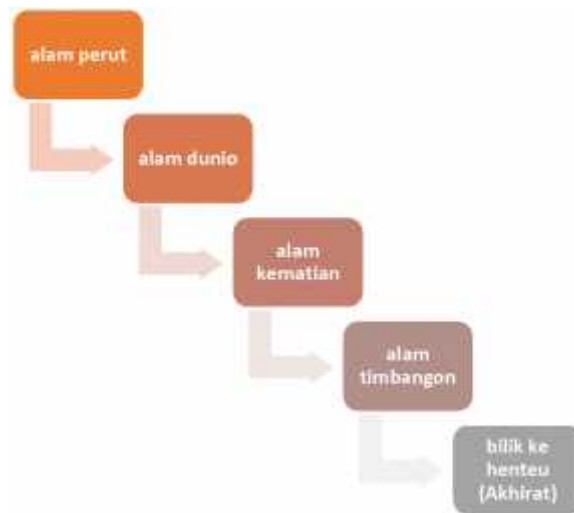 alam perut
alam dunio
alam
kematian
alam
timbangon
bilik ke
henteu
(Akhirat)